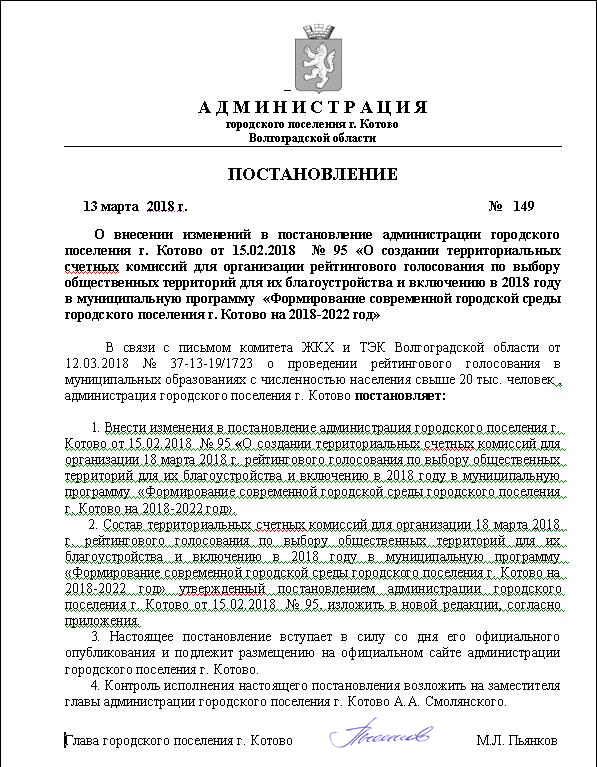 АДМИНИСТРАЦИЯ
городского поселения г. Котово
Волгоградской области
ПОСТАНОВЛЕНИЕ
13 марта 2018 г. № 149
О внесении изменений в постановление администрации городского
поселения г. Котово от 15.02.2018 № 95 «О создании территориальных
счетных комиссий для организации рейтингового голосования по выбору
общественных территорий для их благоустройства и включению в 2018 году
в муниципальную программу «Формирование современной городской среды
городского поселения г. Котово на 2018-2022 год»
В связи с письмом комитета ЖКХ и ТЭК Волгоградской области от
12.03.2018 № 37-13-19/1723 о проведении рейтингового голосования в
муниципальных образованиях с численностью населения свыше 20 тыс. человек ,
администрация городского поселения г. Котово постановляет:
1. Внести изменения в постановление администрация городского поселения г.
Котово от 15.02.2018 № 95 «О создании территориальных счетных комиссий для
организации 18 марта 2018 г. рейтингового голосования по выбору общественных
территорий для их благоустройства и включению в 2018 году в муниципальную
программу «Формирование современной городской среды городского поселения
г. Котово на 2018-2022 год».
2. Состав территориальных счетных комиссий для организации 18 марта 2018
г. рейтингового голосования по выбору общественных территорий для их
благоустройства и включению в 2018 году в муниципальную программу
«Формирование современной городской среды городского поселения г. Котово на
2018-2022 год» утвержденный постановлением администрации городского
поселения г. Котово от 15.02.2018 № 95, изложить в новой редакции, согласно
приложения.
3. Настоящее постановление вступает в силу со дня его официального
опубликования и подлежит размещению на официальном сайте администрации
городского поселения г. Котово.
4. Контроль исполнения настоящего постановления возложить на заместителя
главы администрации городского поселения г. Котово А.А. Смолянского.
Глава городского поселения г. Котово М.Л. Пьянков